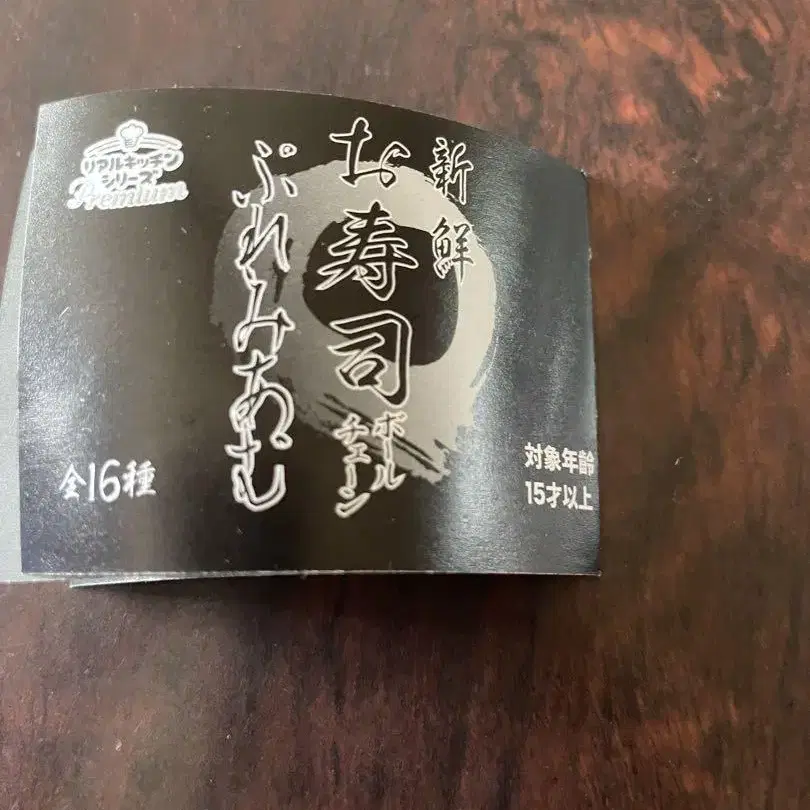 リアルキッチン
シリーズ
Premium
新鮮
お寿司
ボール
チェーン
ぷれみあむ
全16種
対象年齢
15才以上